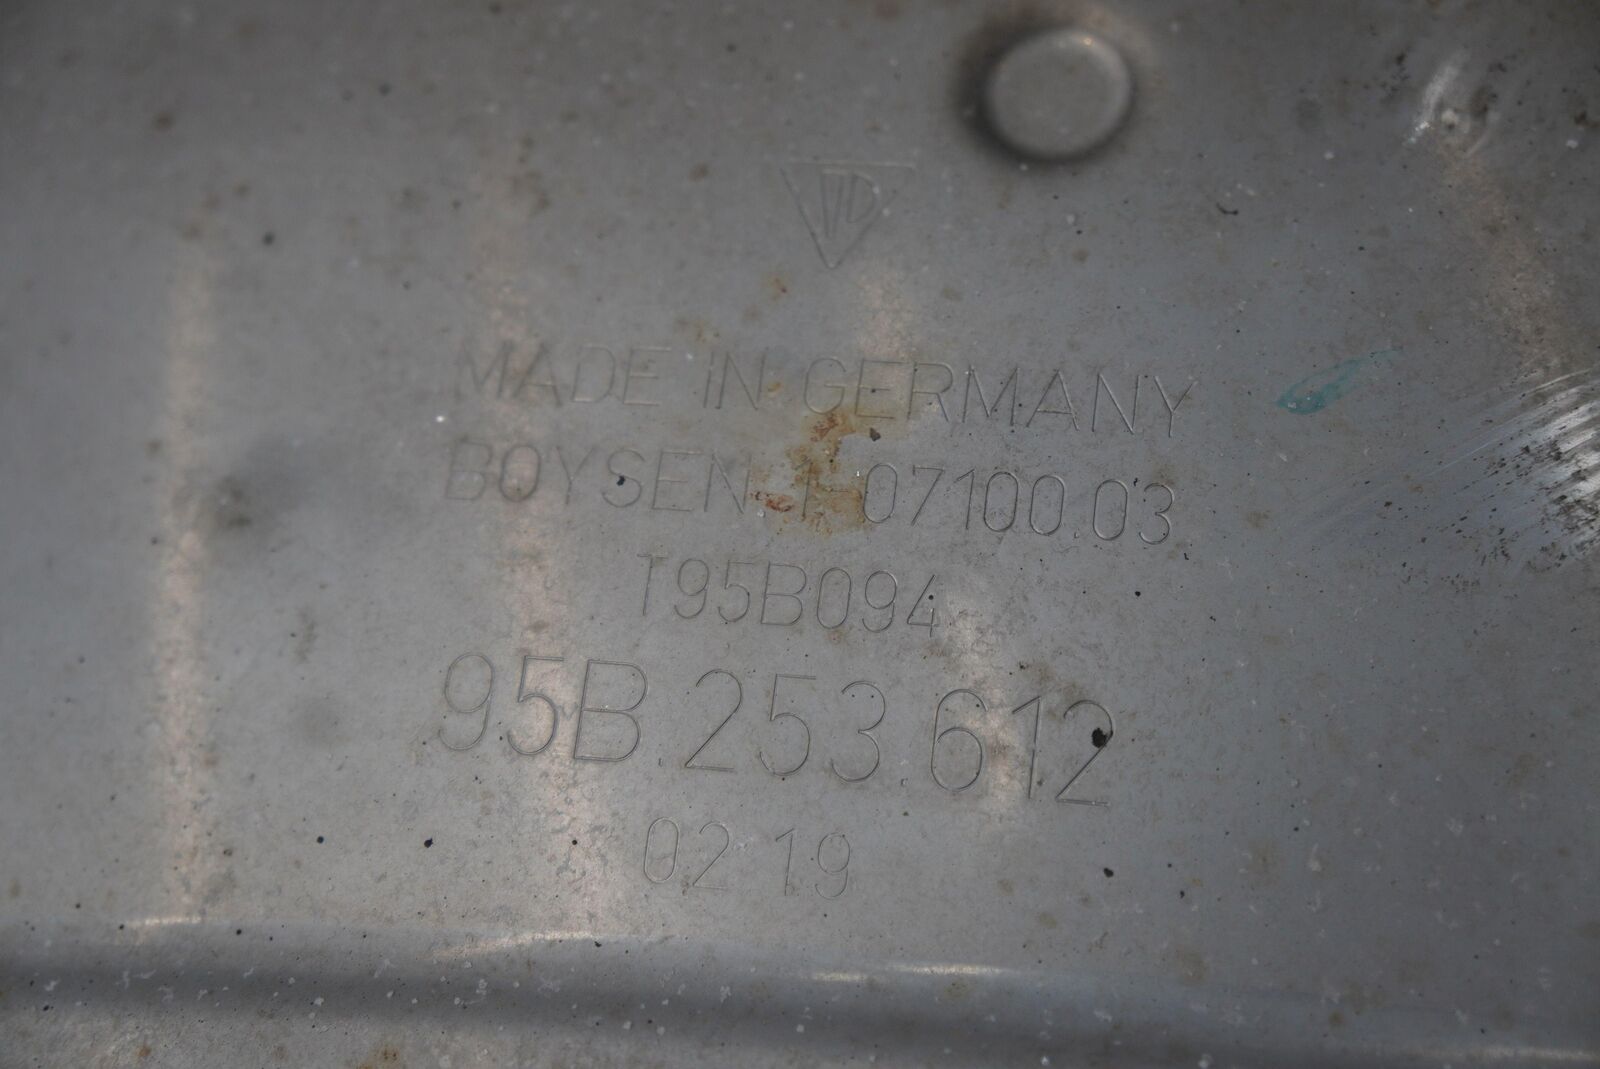 MADE IN GERMANY
BOYSEN 1-07100.03
T95B094
95B.253.612
02 19